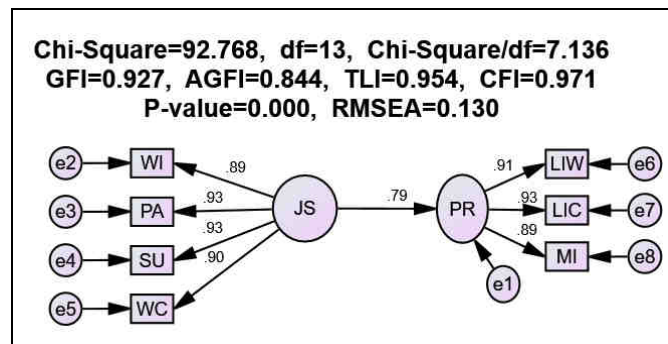 Chi-Square=92.768, df=13, Chi-Square/df=7.136
GFI=0.927, AGFI=0.844, TLI=0.954, CFI=0.971
P-value=0.000, RMSEA=0.130
e2 WI .89 .91 LIW e6
e3 PA .93 JS .79 PR .93 LIC e7
e4 SU .93 .89 MI e8
e5 WC .90 e1